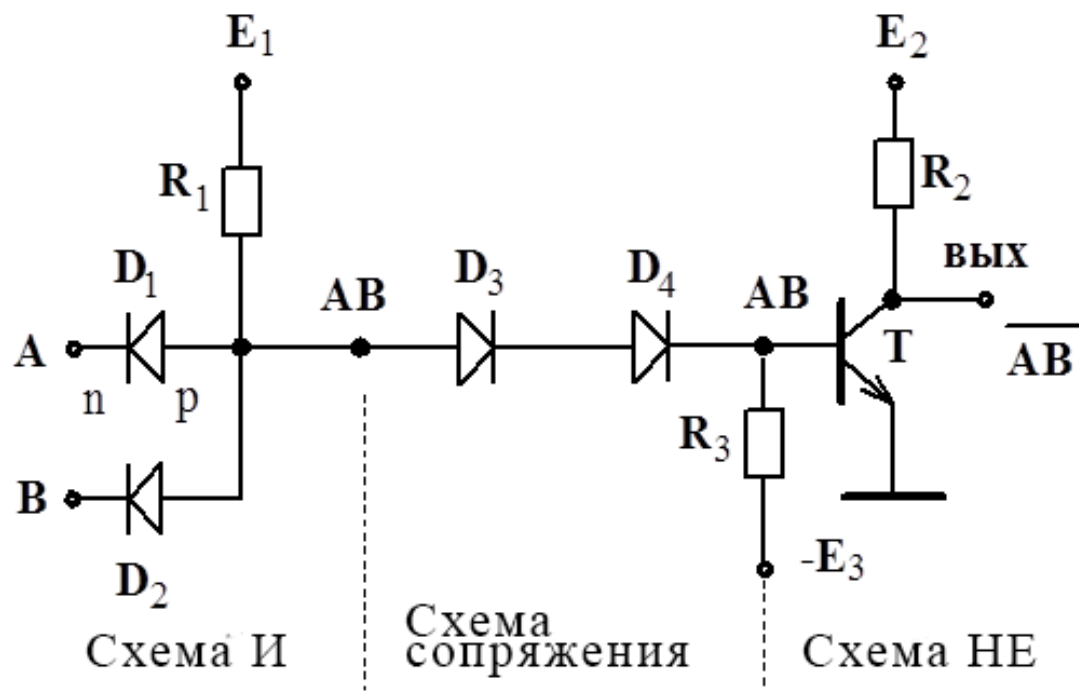 E₁
E₂
R₁
R₂
D₁
AB
D₃
D₄
AB
вых
A
n
p
T
AB
R₃
B
D₂
-E₃
Схема И
Схема
сопряжения
Схема НЕ